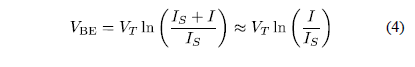 V_BE = V_T ln( (I_S + I) / I_S ) ≈ V_T ln( I / I_S ) (4)